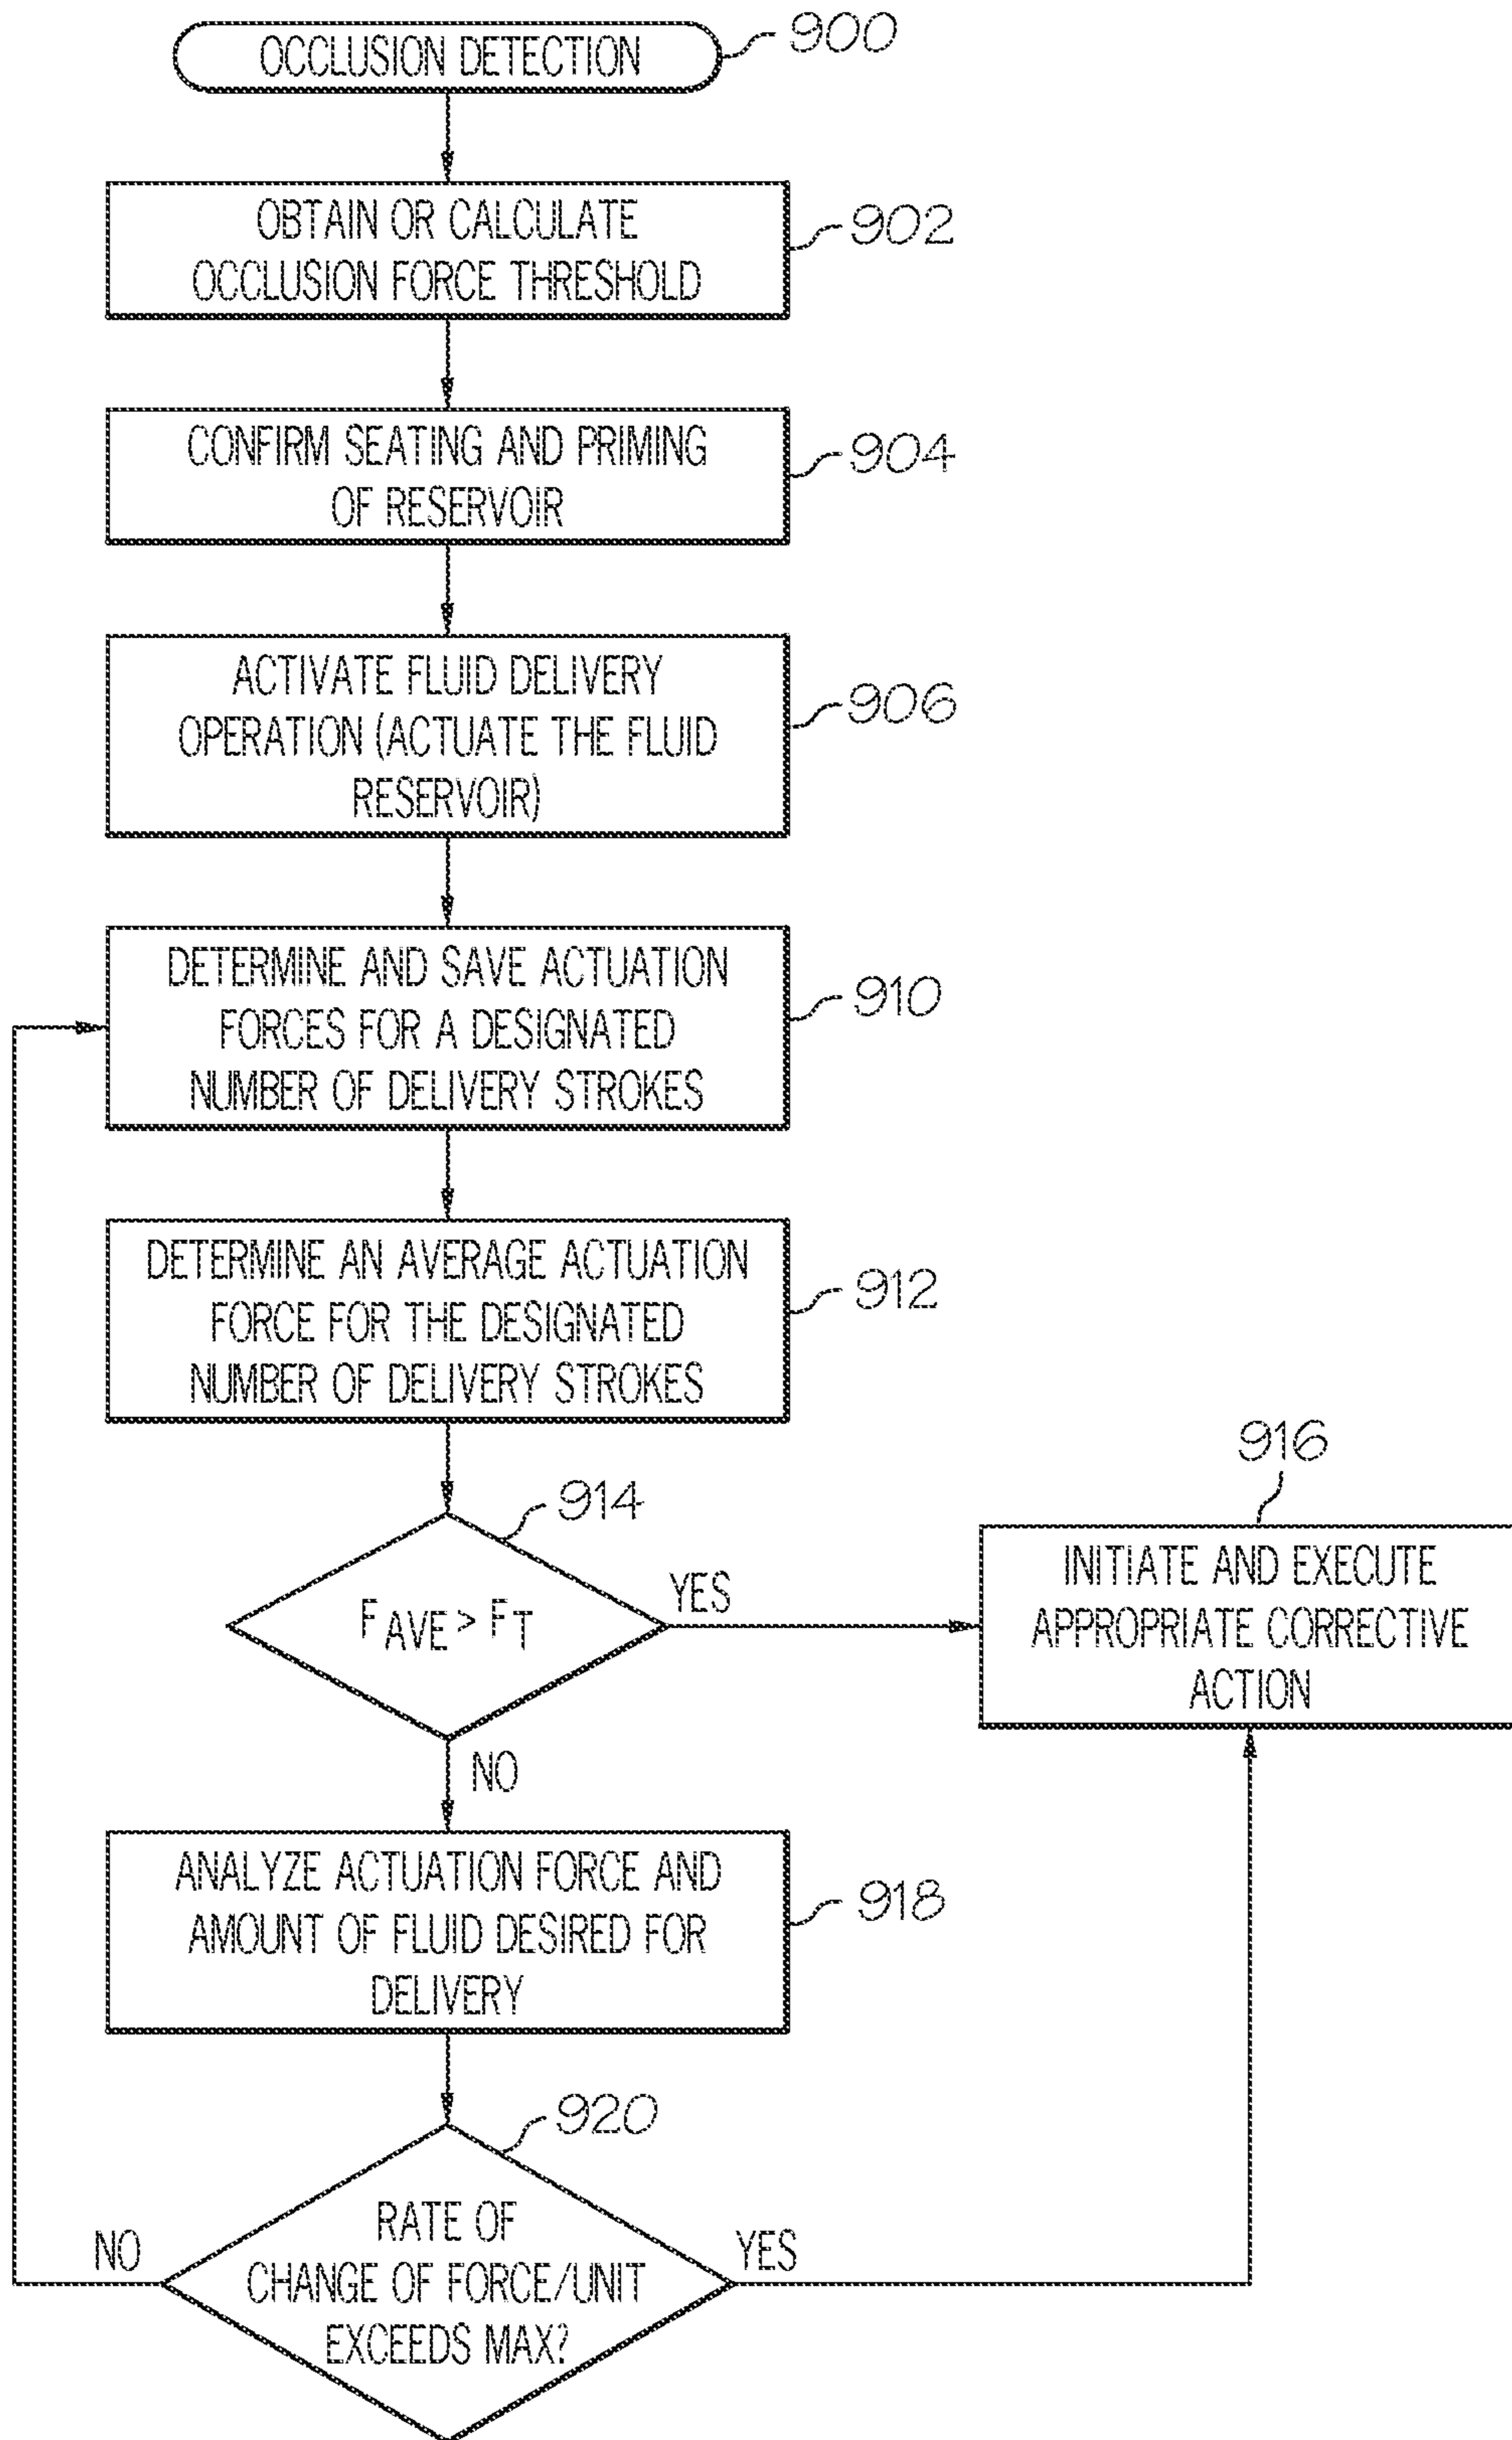 OCCLUSION DETECTION
900
OBTAIN OR CALCULATE
OCCLUSION FORCE THRESHOLD
902
CONFIRM SEATING AND PRIMING
OF RESERVOIR
904
ACTIVATE FLUID DELIVERY
OPERATION (ACTUATE THE FLUID
RESERVOIR)
906
DETERMINE AND SAVE ACTUATION
FORCES FOR A DESIGNATED
NUMBER OF DELIVERY STROKES
910
DETERMINE AN AVERAGE ACTUATION
FORCE FOR THE DESIGNATED
NUMBER OF DELIVERY STROKES
912
914
FAVE > FT
YES
NO
916
INITIATE AND EXECUTE
APPROPRIATE CORRECTIVE
ACTION
ANALYZE ACTUATION FORCE AND
AMOUNT OF FLUID DESIRED FOR
DELIVERY
918
920
RATE OF
CHANGE OF FORCE/UNIT
EXCEEDS MAX?
NO
YES